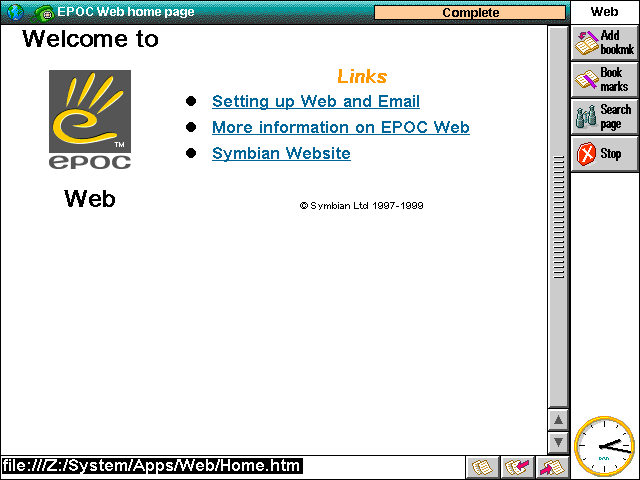 EPOC Web home page
Complete
Web
Welcome to
TM
epoc
Web
Links
Setting up Web and Email
More information on EPOC Web
Symbian Website
© Symbian Ltd 1997-1999
Add
bookmk
Book
marks
Search
page
Stop
file:///Z:/System/Apps/Web/Home.htm